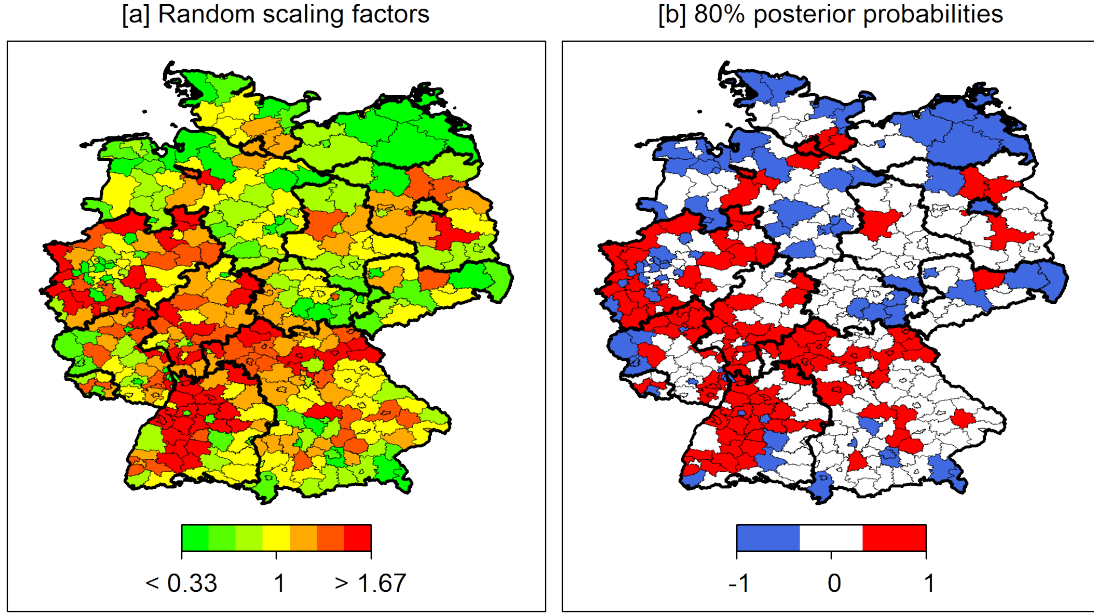 [a] Random scaling factors
[b] 80% posterior probabilities
< 0.33 1 > 1.67
-1 0 1